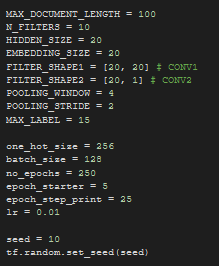 MAX_DOCUMENT_LENGTH = 100
N_FILTERS = 10
HIDDEN_SIZE = 20
EMBEDDING_SIZE = 20
FILTER_SHAPE1 = [20, 20] # CONV1
FILTER_SHAPE2 = [20, 1] # CONV2
POOLING_WINDOW = 4
POOLING_STRIDE = 2
MAX_LABEL = 15
one_hot_size = 256
batch_size = 128
no_epochs = 250
epoch_starter = 5
epoch_step_print = 25
lr = 0.01
seed = 10
tf.random.set_seed(seed)